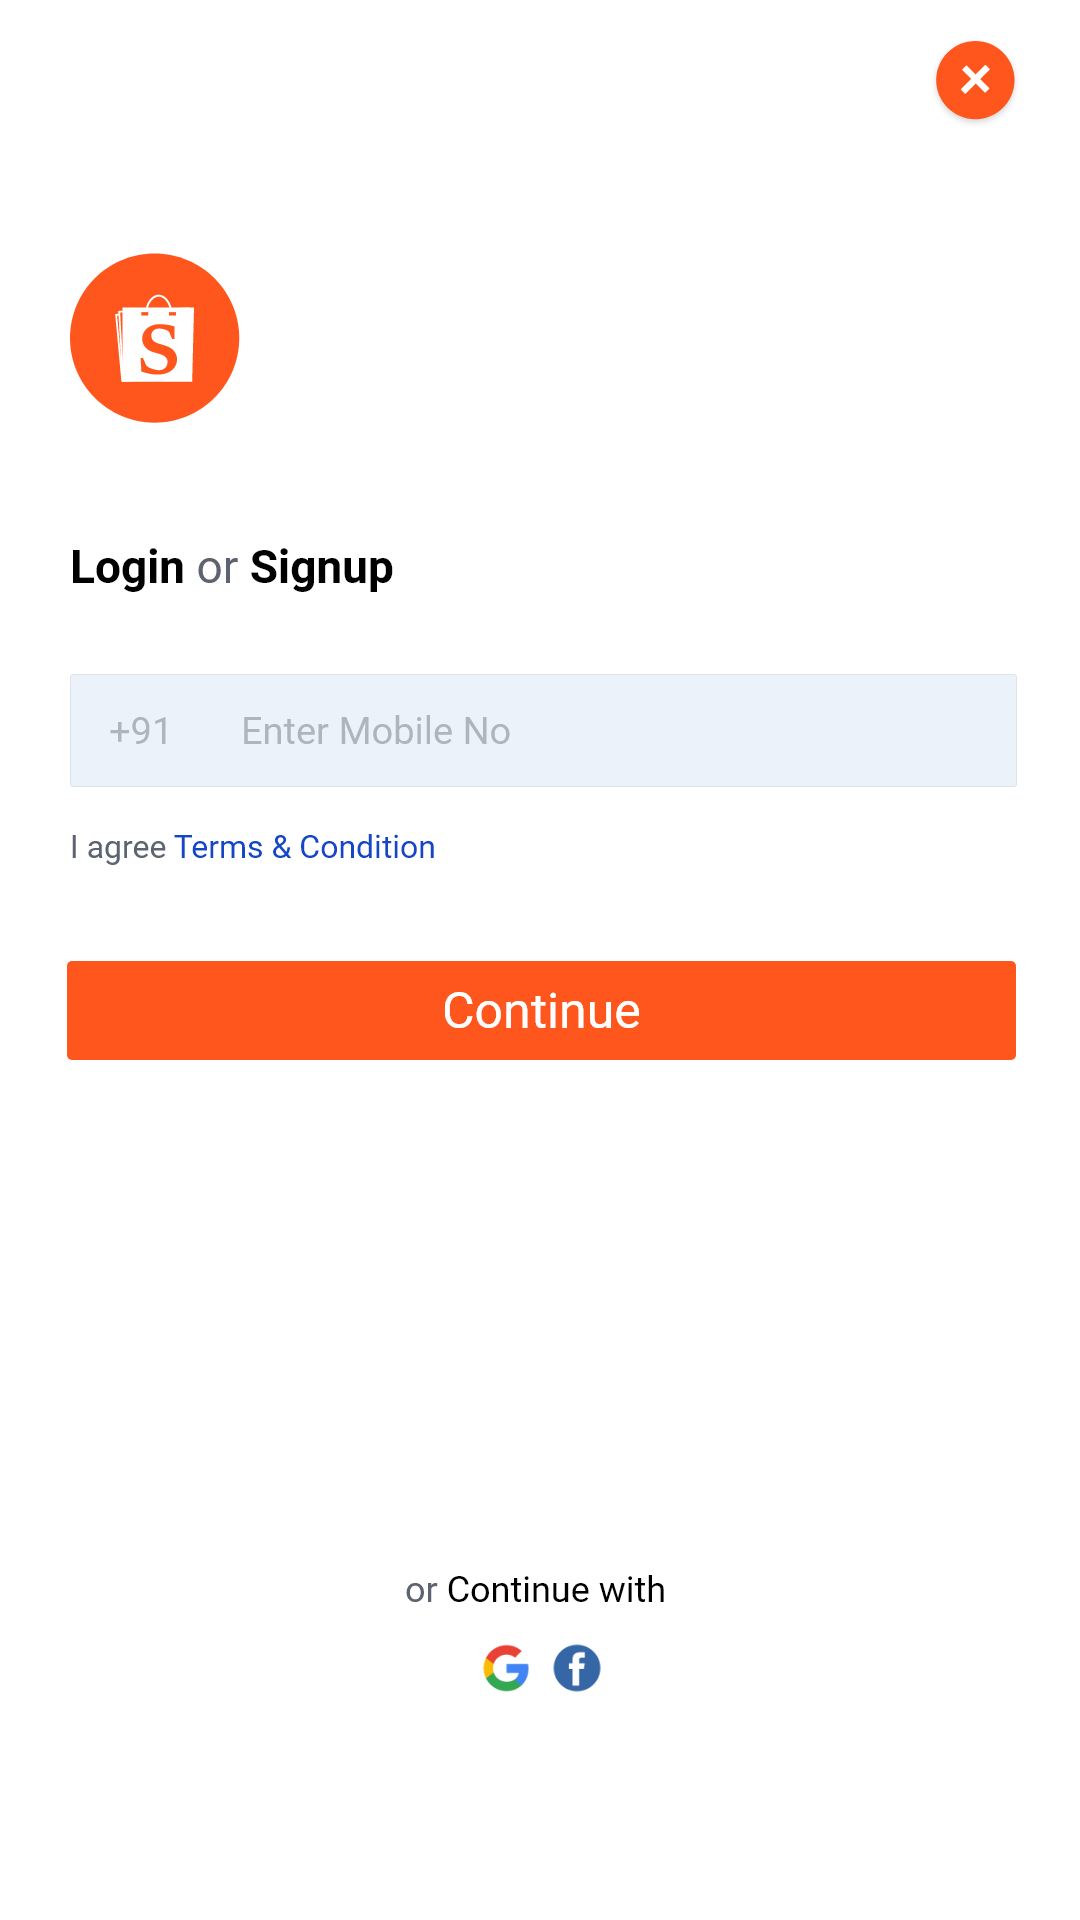 S
Login or Signup
+91 Enter Mobile No
I agree Terms & Condition
Continue
or Continue with